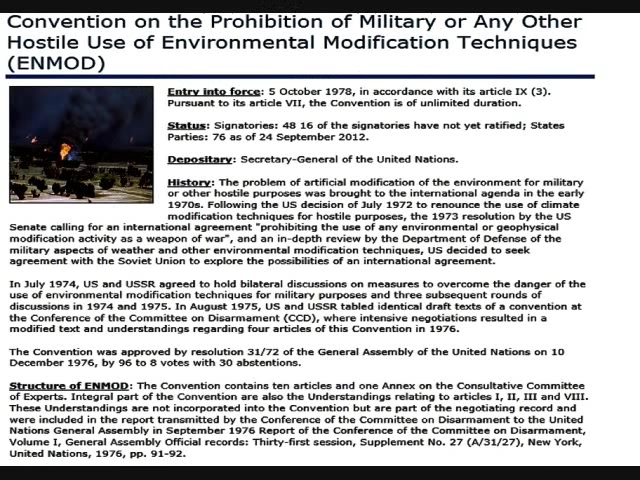 Convention on the Prohibition of Military or Any Other
Hostile Use of Environmental Modification Techniques
(ENMOD)
Entry into force: 5 October 1978, in accordance with its article IX (3).
Pursuant to its article VII, the Convention is of unlimited duration.
Status: Signatories: 48 16 of the signatories have not yet ratified; States
Parties: 76 as of 24 September 2012.
Depositary: Secretary-General of the United Nations.
History: The problem of artificial modification of the environment for military
or other hostile purposes was brought to the international agenda in the early
1970s. Following the US decision of July 1972 to renounce the use of climate
modification techniques for hostile purposes, the 1973 resolution by the US
Senate calling for an international agreement "prohibiting the use of any environmental or geophysical
modification activity as a weapon of war", and an in-depth review by the Department of Defense of the
military aspects of weather and other environmental modification techniques, US decided to seek
agreement with the Soviet Union to explore the possibilities of an international agreement.
In July 1974, US and USSR agreed to hold bilateral discussions on measures to overcome the danger of the
use of environmental modification techniques for military purposes and three subsequent rounds of
discussions in 1974 and 1975. In August 1975, US and USSR tabled identical draft texts of a convention at
the Conference of the Committee on Disarmament (CCD), where intensive negotiations resulted in a
modified text and understandings regarding four articles of this Convention in 1976.
The Convention was approved by resolution 31/72 of the General Assembly of the United Nations on 10
December 1976, by 96 to 8 votes with 30 abstentions.
Structure of ENMOD: The Convention contains ten articles and one Annex on the Consultative Committee
of Experts. Integral part of the Convention are also the Understandings relating to articles I, II, III and VIII.
These Understandings are not incorporated into the Convention but are part of the negotiating record and
were included in the report transmitted by the Conference of the Committee on Disarmament to the United
Nations General Assembly in September 1976 Report of the Conference of the Committee on Disarmament,
Volume I, General Assembly Official records: Thirty-first session, Supplement No. 27 (A/31/27), New York,
United Nations, 1976, pp. 91-92.